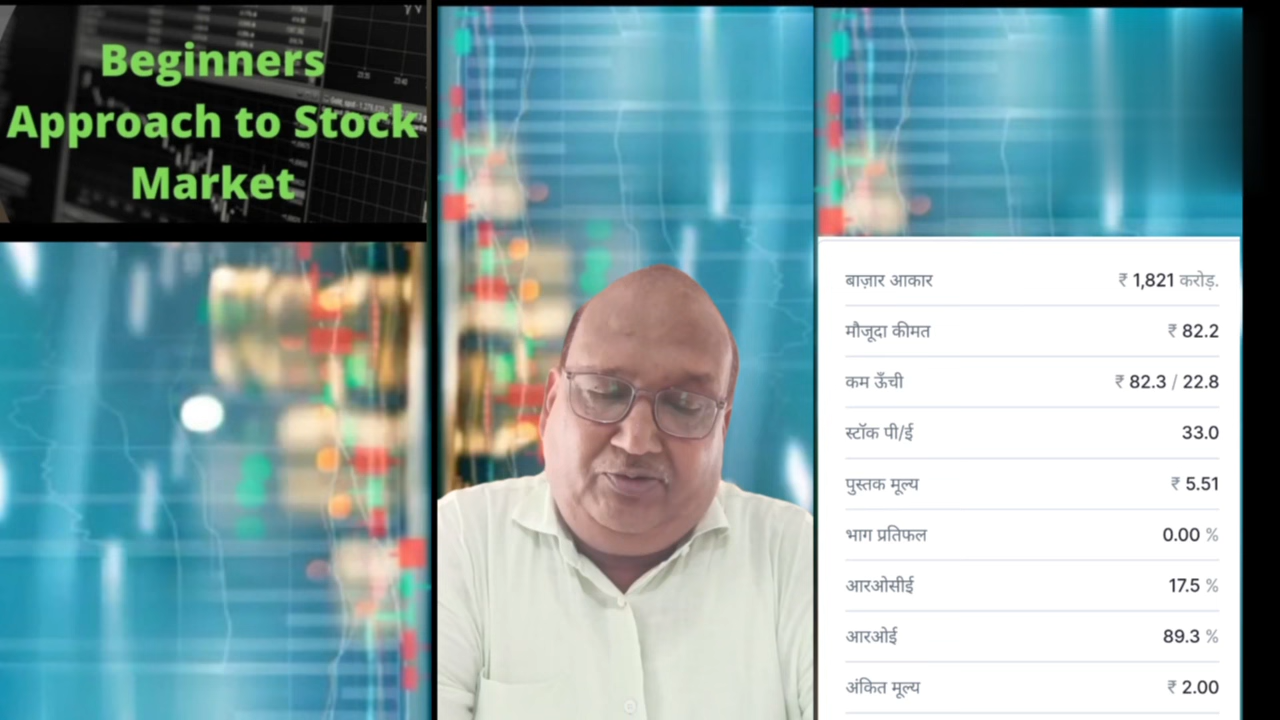 Beginners
Approach to Stock
Market
बाज़ार आकार ₹ 1,821 करोड़.
मौजूदा कीमत ₹ 82.2
कम ऊँची ₹ 82.3 / 22.8
स्टॉक पी/ई 33.0
पुस्तक मूल्य ₹ 5.51
भाग प्रतिफल 0.00 %
आरओसीई 17.5 %
आरओई 89.3 %
अंकित मूल्य ₹ 2.00